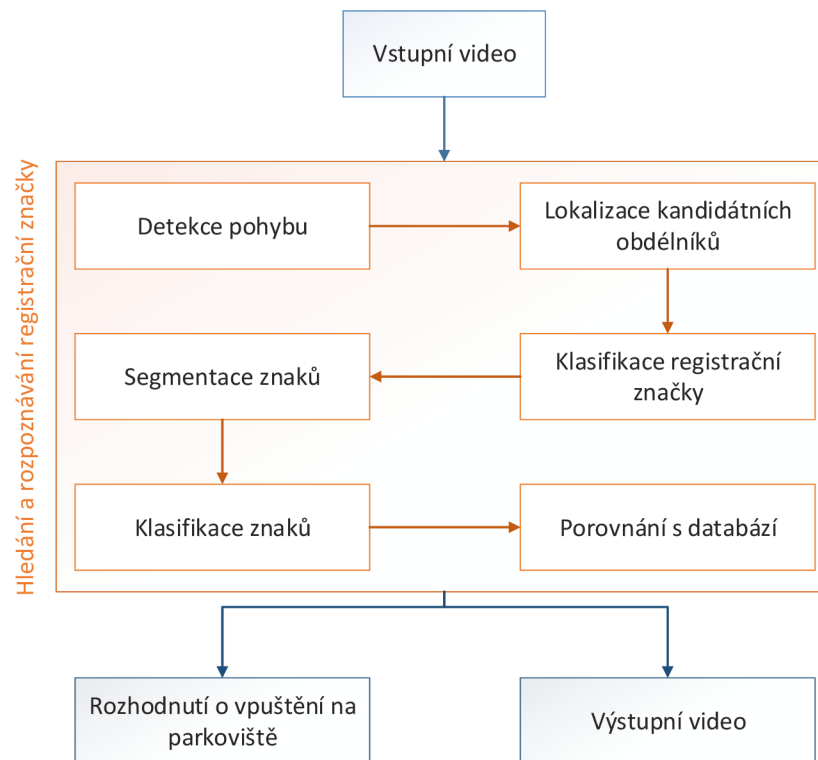 Vstupní video
Hledání a rozpoznávání registrační značky
Detekce pohybu
Lokalizace kandidátních
obdélníků
Klasifikace registrační
značky
Segmentace znaků
Klasifikace znaků
Porovnání s databází
Rozhodnutí o vpuštění na
parkoviště
Výstupní video